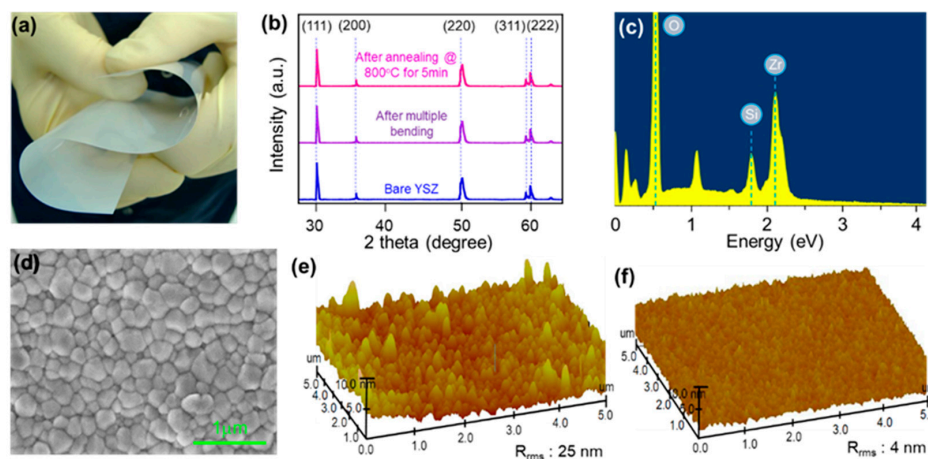 (a)
(b)
(111) (200) (220) (311) (222)
After annealing @
800°C for 5min
After multiple
bending
Bare YSZ
Intensity (a.u.)
30 40 50 60
2 theta (degree)
(c)
O
Zr
Si
0 1 2 3 4
Energy (eV)
(d)
1μm
(e)
um
5.0
4.0
3.0
2.0
1.0
10.0 nm
5.0
um
0.0 1.0 2.0 3.0 4.0 5.0
Rrms : 25 nm
(f)
um
5.0
4.0
3.0
2.0
1.0
10.0 nm
5.0
0.0 1.0 2.0 3.0 4.0 5.
Rrms : 4 nm